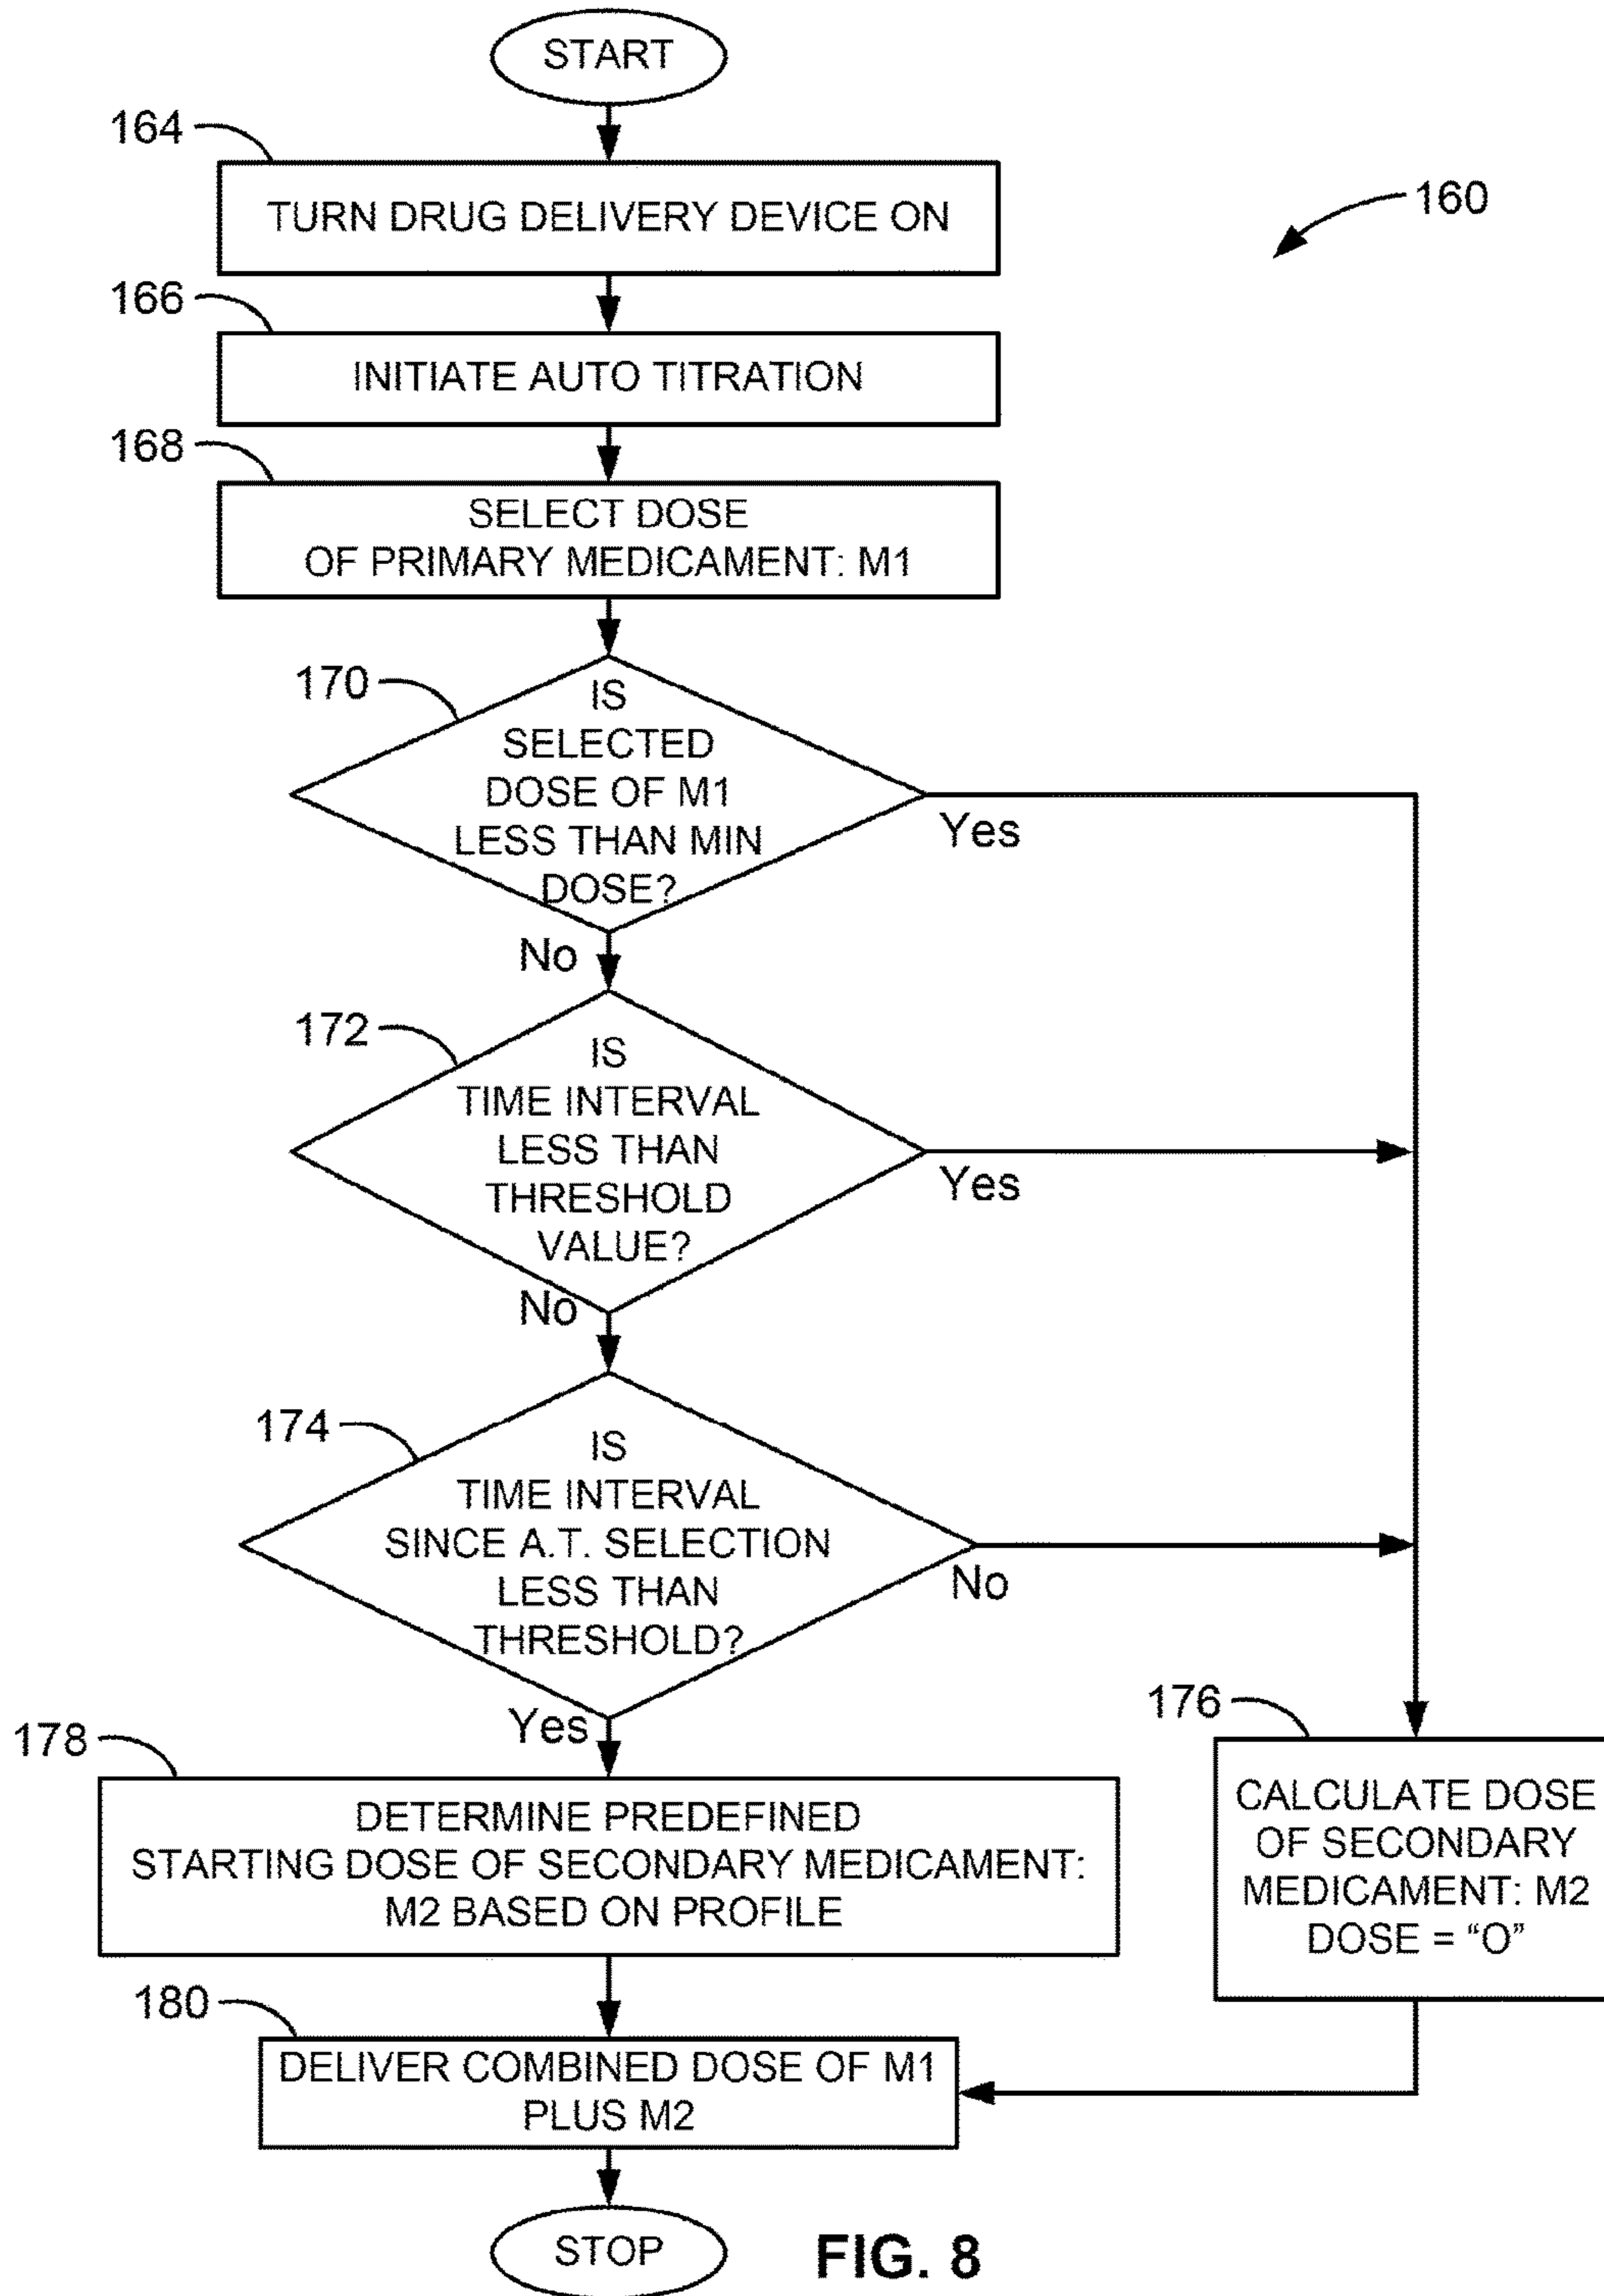 START
164
TURN DRUG DELIVERY DEVICE ON
160
166
INITIATE AUTO TITRATION
168
SELECT DOSE
OF PRIMARY MEDICAMENT: M1
170
IS
SELECTED
DOSE OF M1
LESS THAN MIN
DOSE?
Yes
No
172
IS
TIME INTERVAL
LESS THAN
THRESHOLD
VALUE?
Yes
No
174
IS
TIME INTERVAL
SINCE A.T. SELECTION
LESS THAN
THRESHOLD?
No
Yes
176
CALCULATE DOSE
OF SECONDARY
MEDICAMENT: M2
DOSE = “O”
178
DETERMINE PREDEFINED
STARTING DOSE OF SECONDARY MEDICAMENT:
M2 BASED ON PROFILE
180
DELIVER COMBINED DOSE OF M1
PLUS M2
STOP
FIG. 8